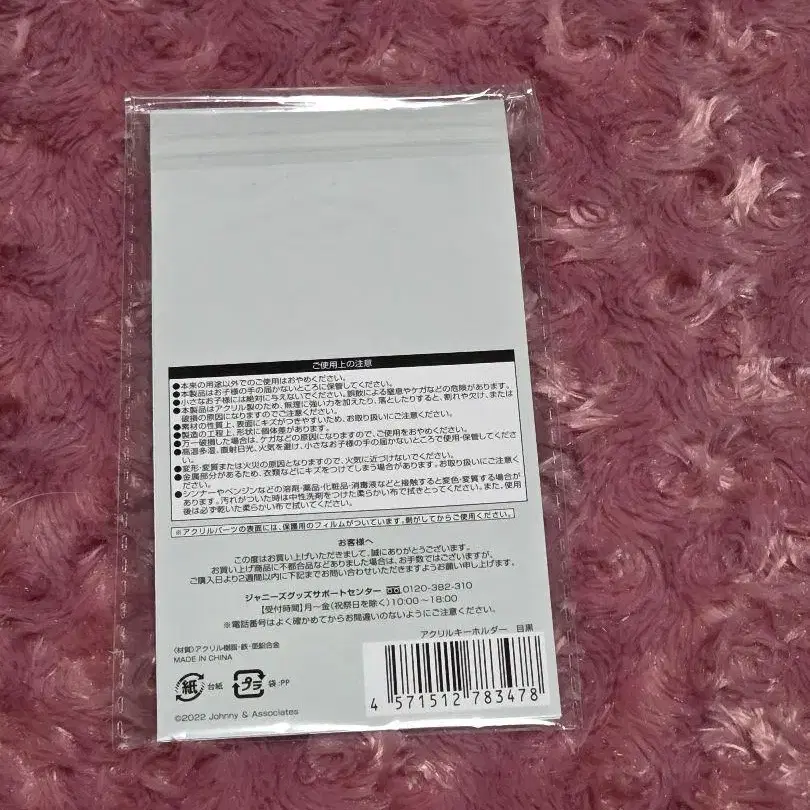 ご使用上の注意
●本来の用途以外でのご使用はおやめください。
●本製品はお子様の手の届かないところに保管してください。
●小さなお子様には絶対に与えないでください。誤飲による窒息やケガなどの危険があります。
●本製品はアクリル製のため、無理に強い力を加えたり、落としたりすると、割れや欠け、または
破損の原因になりますのでご注意ください。
●素材の性質上、表面にキズがつきやすいため、お取り扱いにご注意ください。
●製造の工程上、形状に個体差があります。
●万一破損した場合は、ケガなどの原因になりますので、ご使用をおやめください。
●高温多湿、直射日光、火気を避け、小さなお子様の手の届かないところで使用・保管してくださ
い。
●変形・変質または火災の原因となりますので、火気に近づけないでください。
●金属部分があるため、衣類などにキズをつけてしまう場合があります。お取り扱いにご注意く
ださい。
●シンナーやベンジンなどの溶剤・薬品・化粧品・消毒液などと接触すると変色・変質する場合が
あります。汚れがついた時は中性洗剤をつけた柔らかい布で拭きとってください。また、使用
後は必ず乾いた柔らかい布で拭いてください。
※アクリルパーツの表面には、保護用のフィルムがついています。剥がしてからご使用ください。
お客様へ
この度はお買い上げいただきまして、誠にありがとうございます。
お買い上げ商品に不都合品などありました場合は、お手数ではございますが、
ご購入日より2週間以内に下記までお問い合わせいただきますようお願い申し上げます。
ジャニーズグッズサポートセンター 0120-382-310
【受付時間】月～金(祝祭日を除く)10:00～18:00
※電話番号はよく確かめてからお間違いのないようにご注意ください。
アクリルキーホルダー 目黒
〈材質〉アクリル樹脂・鉄・亜鉛合金
MADE IN CHINA
紙 台紙 プラ 袋:PP
4 571512 783478
©2022 Johnny & Associates